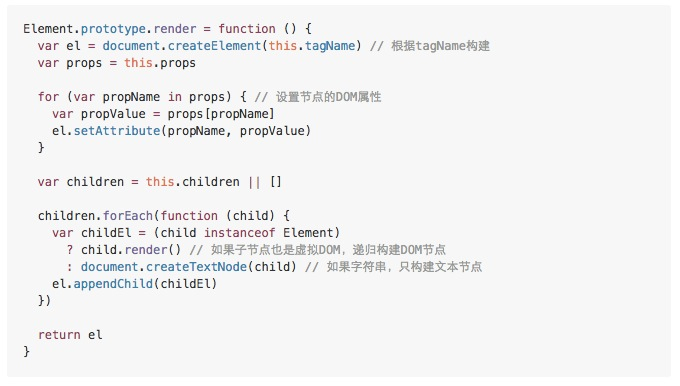 Element.prototype.render = function () {
  var el = document.createElement(this.tagName) // 根据tagName构建
  var props = this.props

  for (var propName in props) { // 设置节点的DOM属性
    var propValue = props[propName]
    el.setAttribute(propName, propValue)
  }

  var children = this.children || []

  children.forEach(function (child) {
    var childEl = (child instanceof Element)
      ? child.render() // 如果子节点也是虚拟DOM，递归构建DOM节点
      : document.createTextNode(child) // 如果字符串，只构建文本节点
    el.appendChild(childEl)
  })

  return el
}